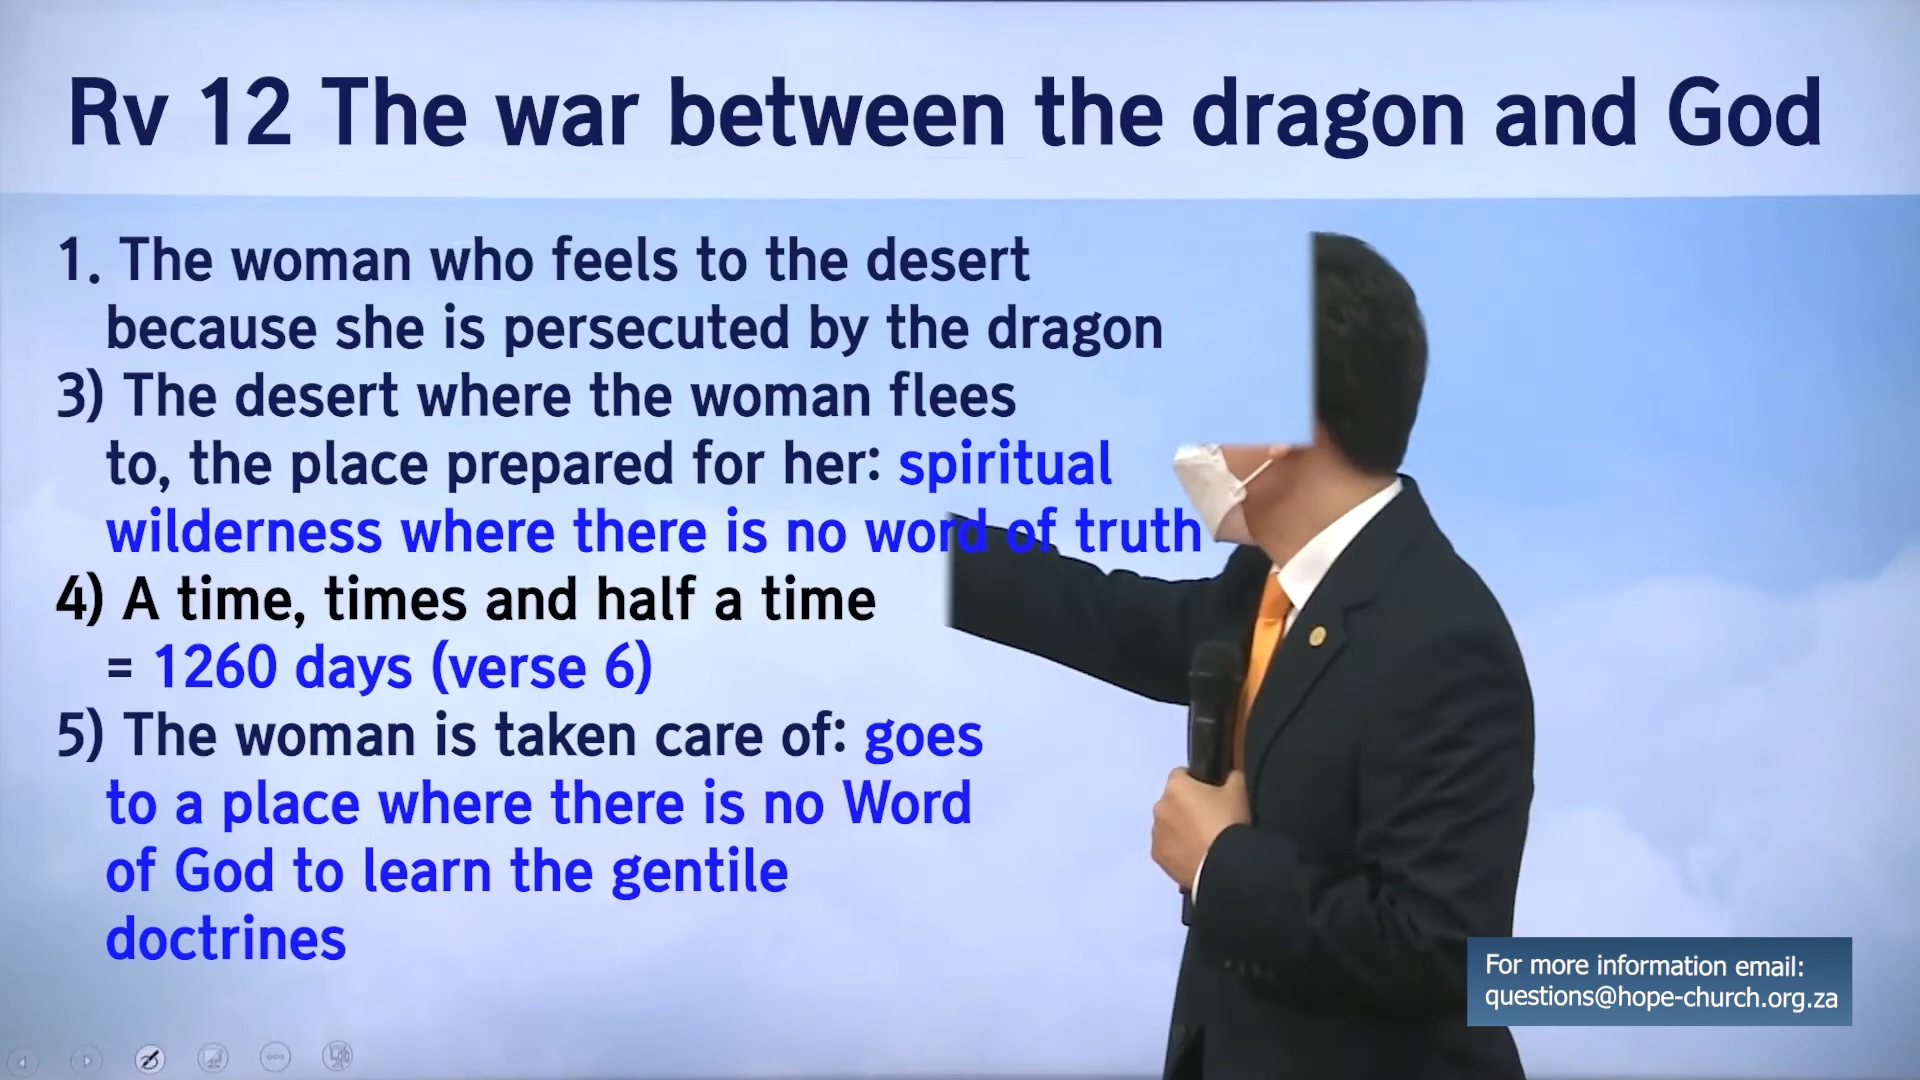 Rv 12 The war between the dragon and God
1. The woman who feels to the desert
because she is persecuted by the dragon
3) The desert where the woman flees
to, the place prepared for her: spiritual
wilderness where there is no word of truth
4) A time, times and half a time
= 1260 days (verse 6)
5) The woman is taken care of: goes
to a place where there is no Word
of God to learn the gentile
doctrines
For more information email:
questions@hope-church.org.za